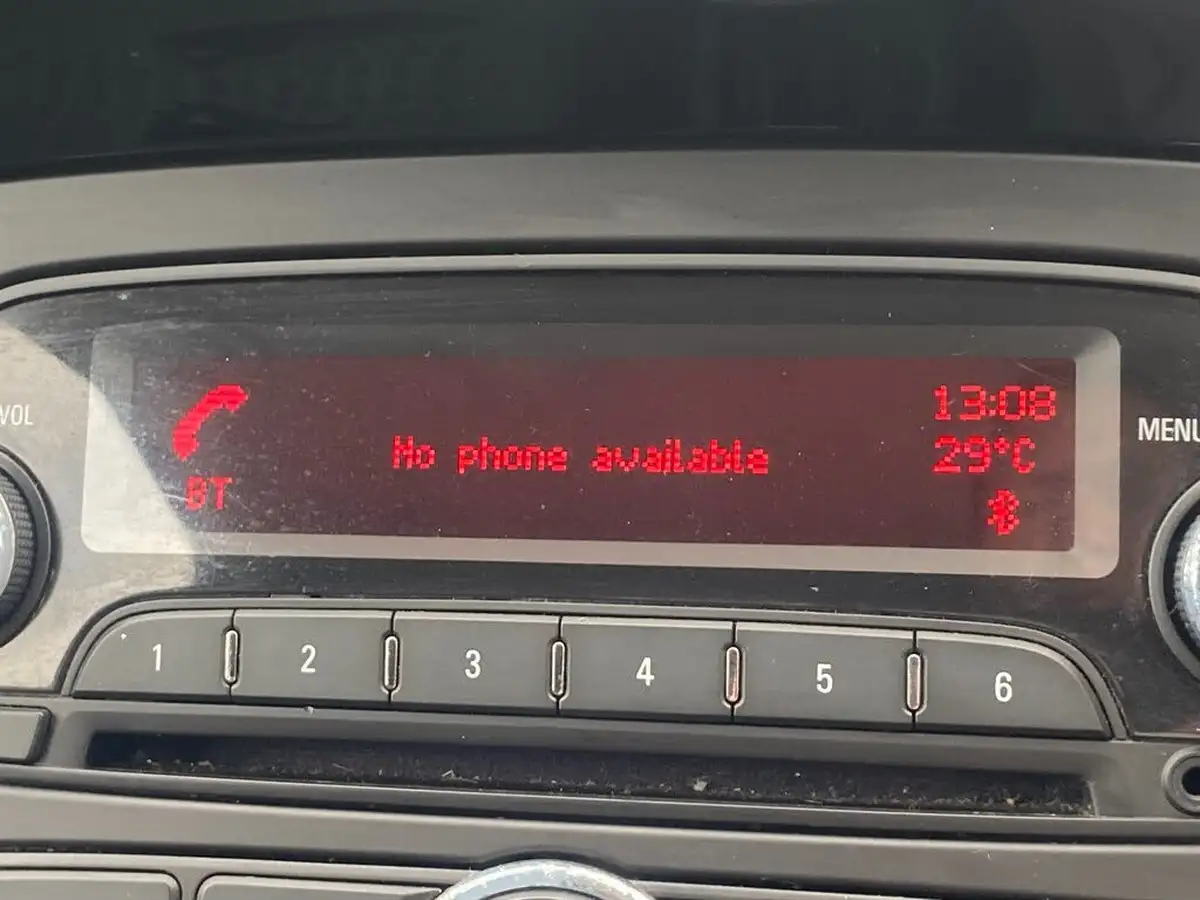 VOL
13:08
MENU
No phone available
29°C
BT
1 2 3 4 5 6